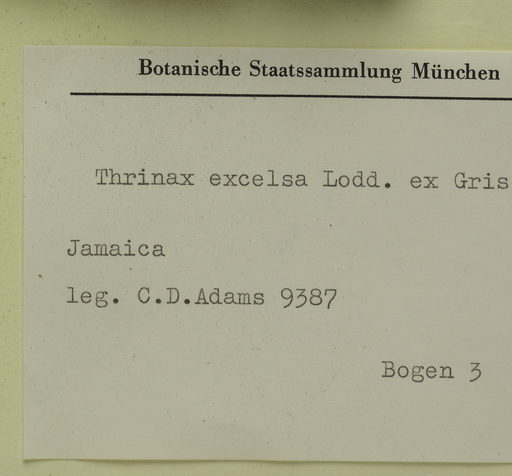 Botanische Staatssammlung München
Thrinax excelsa Lodd. ex Gris
Jamaica
leg. C.D.Adams 9387
Bogen 3